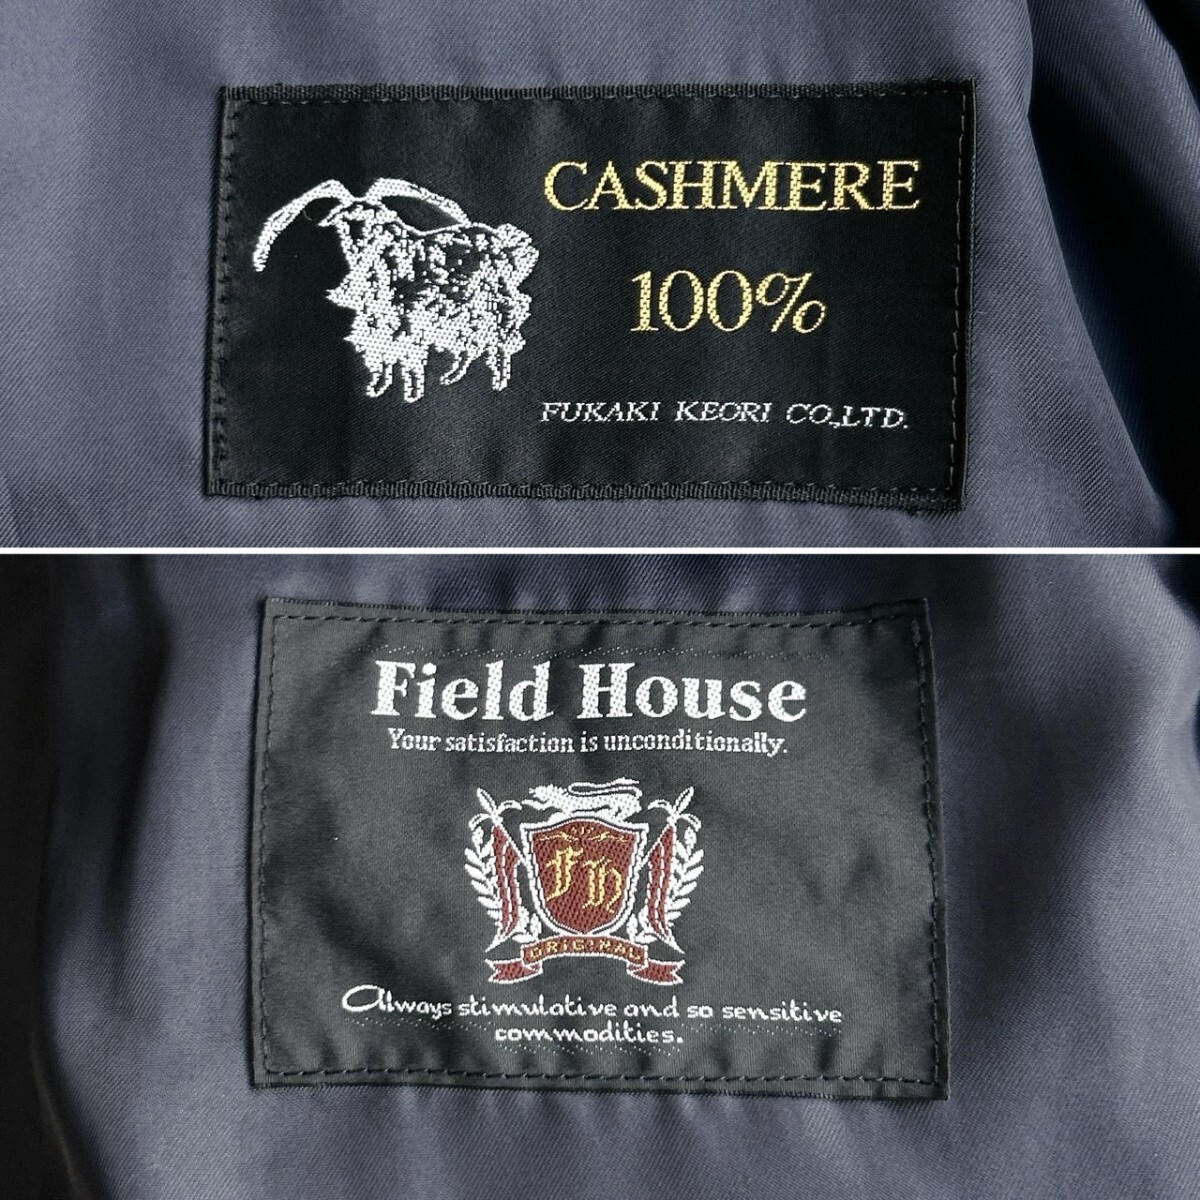 CASHMERE
100%
FUKAKI KEORI CO.,LTD.
Field House
Your satisfaction is unconditionally.
fh
ORIGINAL
Always stimulative and so sensitive
commodities.